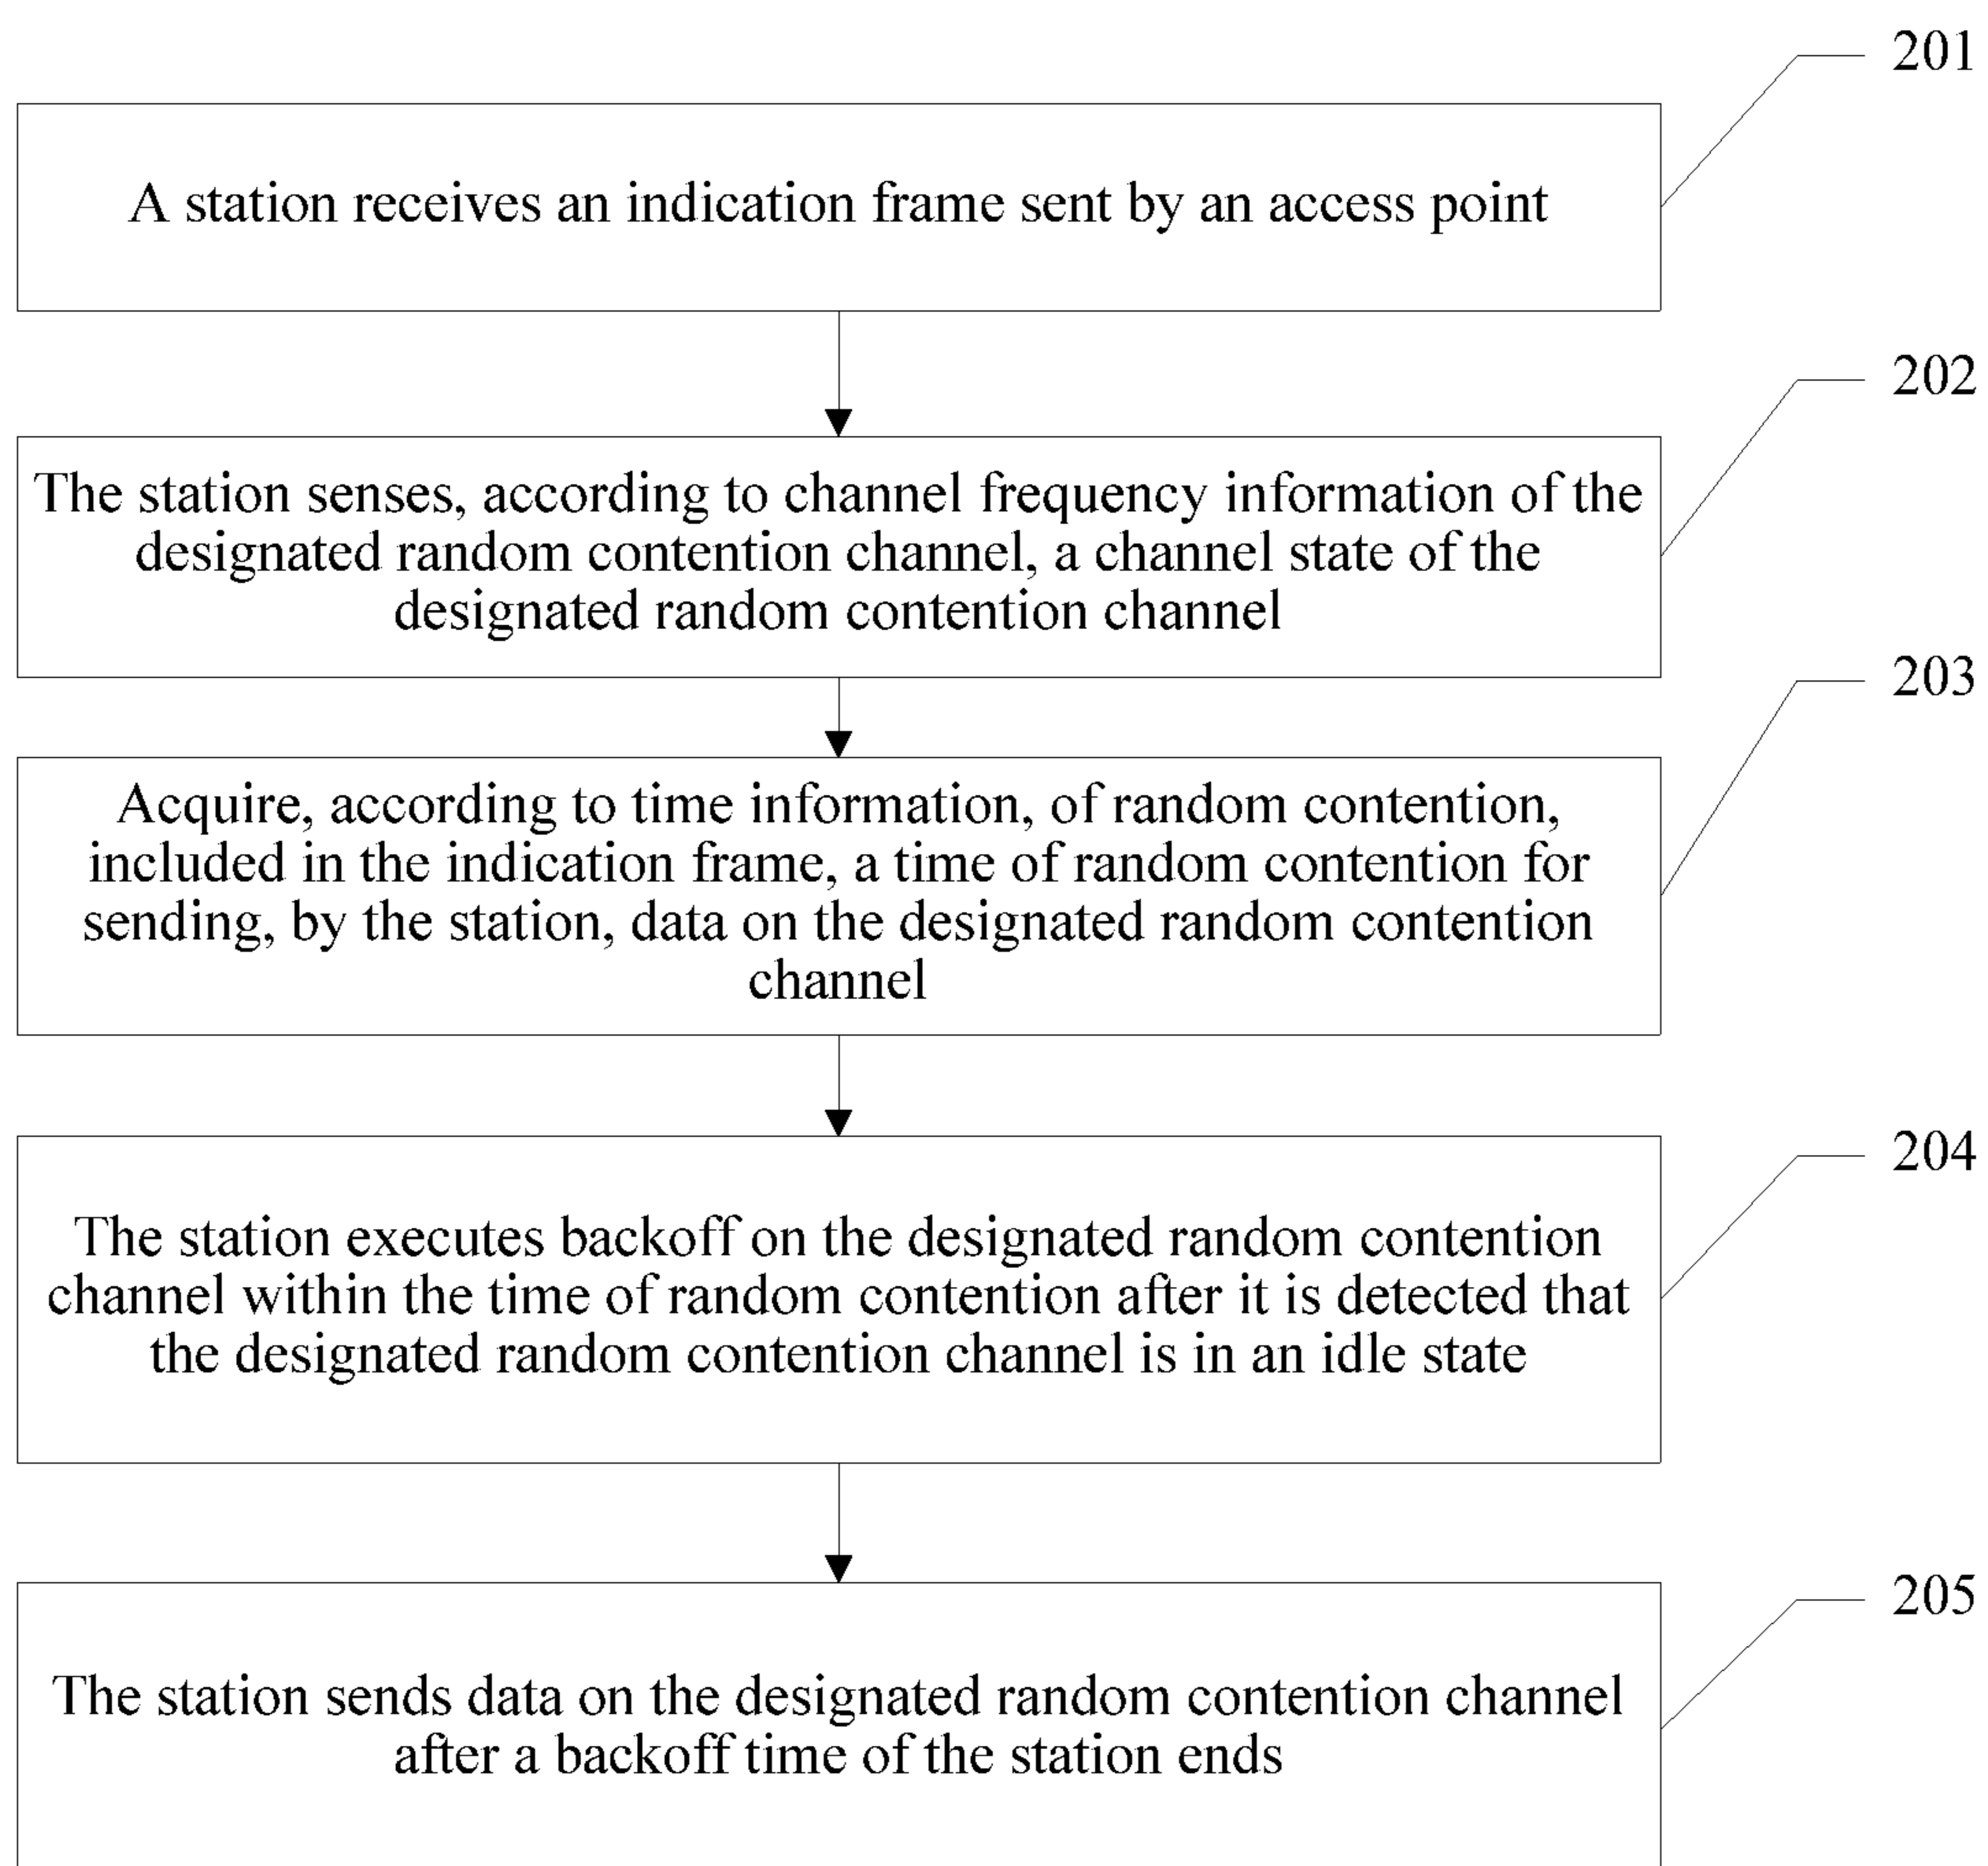 201
A station receives an indication frame sent by an access point
202
The station senses, according to channel frequency information of the
designated random contention channel, a channel state of the
designated random contention channel
203
Acquire, according to time information, of random contention,
included in the indication frame, a time of random contention for
sending, by the station, data on the designated random contention
channel
204
The station executes backoff on the designated random contention
channel within the time of random contention after it is detected that
the designated random contention channel is in an idle state
205
The station sends data on the designated random contention channel
after a backoff time of the station ends